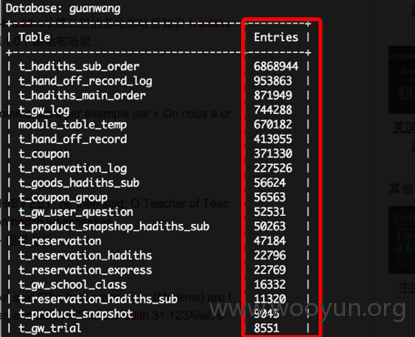 Database: guanwang
+----------------------------+---------+
| Table | Entries |
+----------------------------+---------+
| t_hadiths_sub_order | 6868944 |
| t_hand_off_record_log | 953863 |
| t_hadiths_main_order | 871949 |
| t_gw_log | 744288 |
| module_table_temp | 670182 |
| t_hand_off_record | 413955 |
| t_coupon | 371330 |
| t_reservation_log | 227526 |
| t_goods_hadiths_sub | 56624 |
| t_coupon_group | 56563 |
| t_gw_user_question | 52531 |
| t_product_snapshop_hadiths_sub | 50263 |
| t_reservation | 47184 |
| t_reservation_hadiths | 22796 |
| t_reservation_express | 22769 |
| t_gw_school_class | 16332 |
| t_reservation_hadiths_sub | 11320 |
| t_product_snapshot | 9045 |
| t_gw_trial | 8551 |
www.wooyun.org